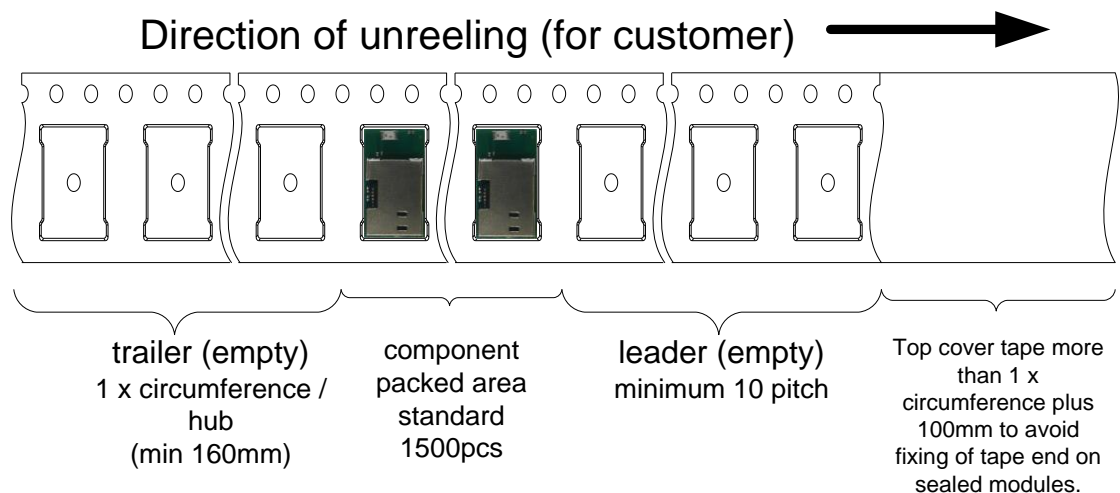 Direction of unreeling (for customer)
trailer (empty)
1 x circumference /
hub
(min 160mm)
component
packed area
standard
1500pcs
leader (empty)
minimum 10 pitch
Top cover tape more
than 1 x
circumference plus
100mm to avoid
fixing of tape end on
sealed modules.